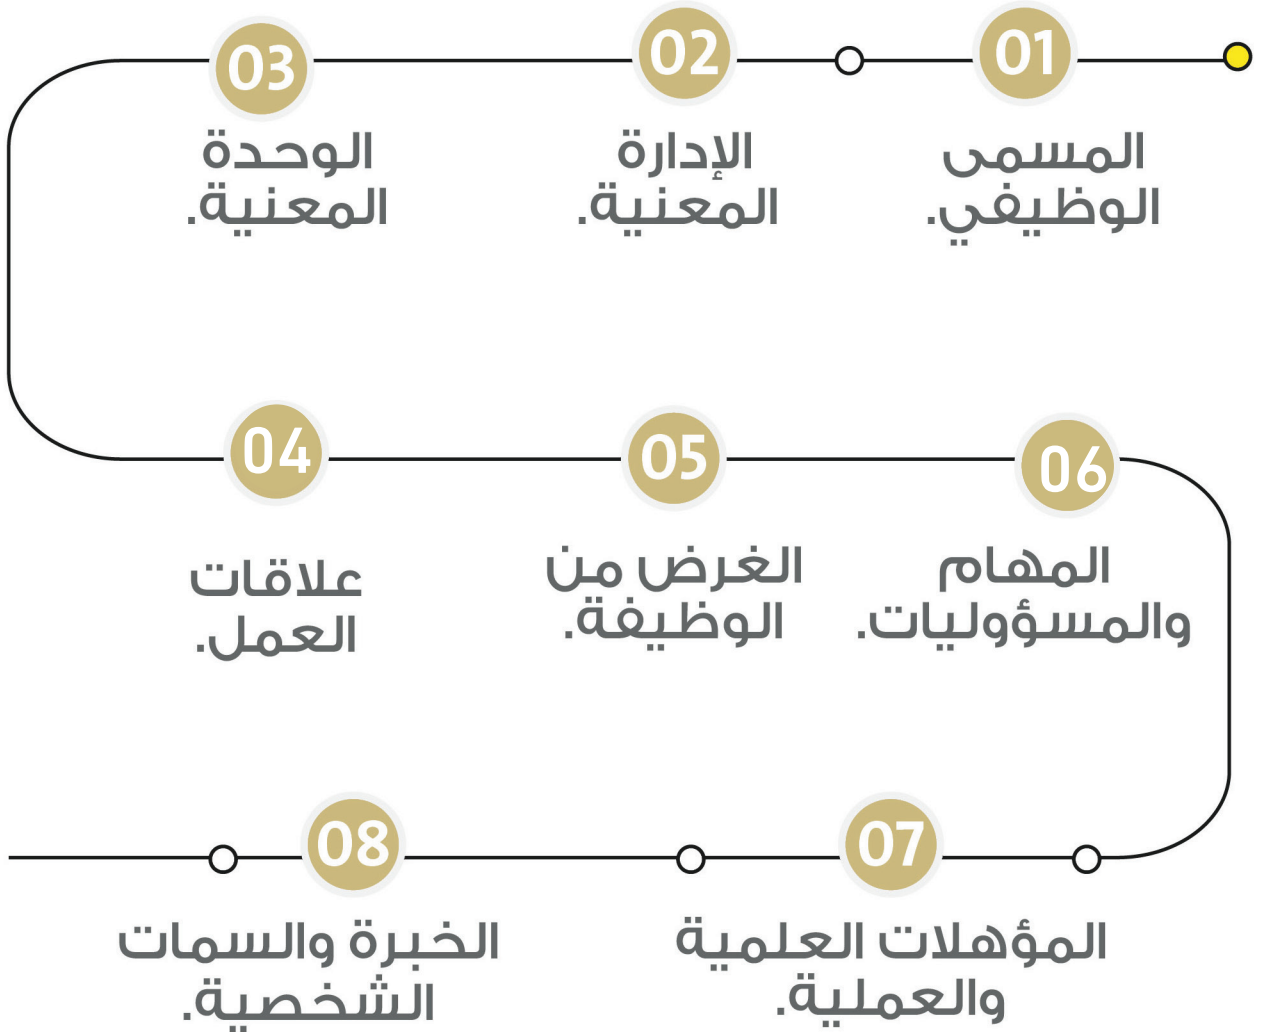 01
المسمى
الوظيفي.
02
الإدارة
المعنية.
03
الوحدة
المعنية.
04
علاقات
العمل.
05
الغرض من
الوظيفة.
06
المهام
والمسؤوليات.
07
المؤهلات العلمية
والعملية.
08
الخبرة والسمات
الشخصية.